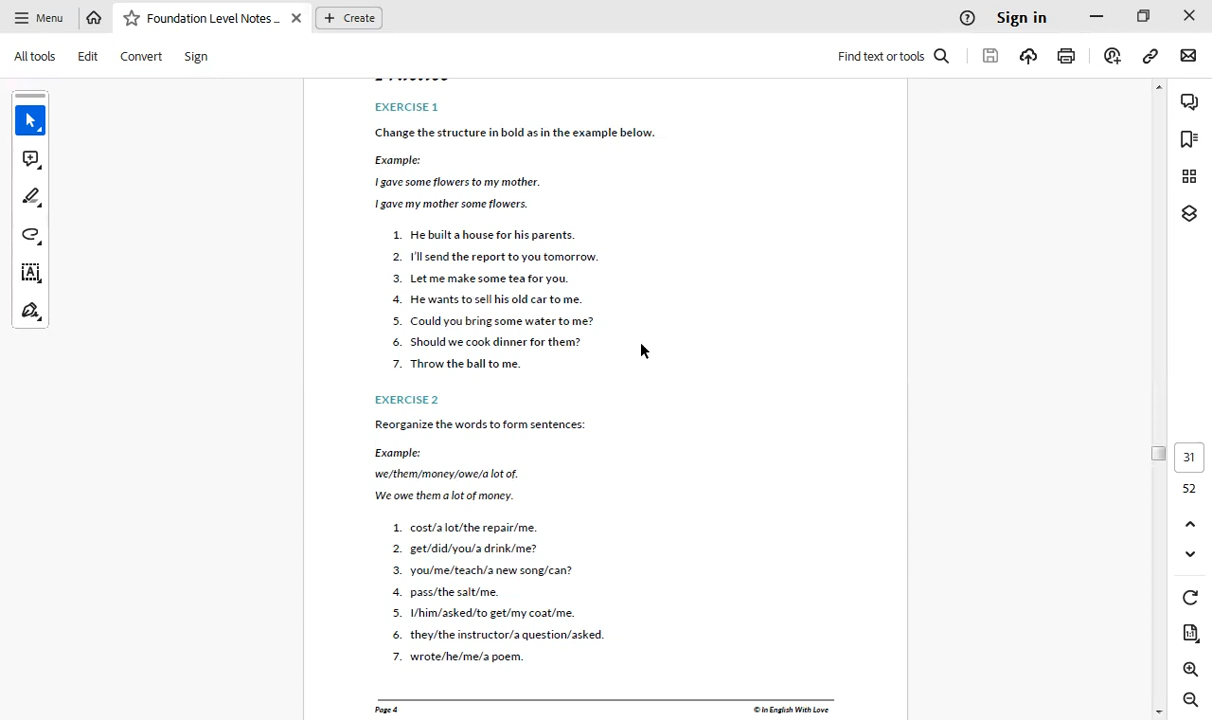 Menu
Foundation Level Notes _
Create
Sign in
All tools
Edit
Convert
Sign
Find text or tools
EXERCISE 1
Change the structure in bold as in the example below.
Example:
I gave some flowers to my mother.
I gave my mother some flowers.
1. He built a house for his parents.
2. I'll send the report to you tomorrow.
3. Let me make some tea for you.
4. He wants to sell his old car to me.
5. Could you bring some water to me?
6. Should we cook dinner for them?
7. Throw the ball to me.
EXERCISE 2
Reorganize the words to form sentences:
Example:
we/them/money/owe/a lot of.
We owe them a lot of money.
1. cost/a lot/the repair/me.
2. get/did/you/a drink/me?
3. you/me/teach/a new song/can?
4. pass/the salt/me.
5. I/him/asked/to get/my coat/me.
6. they/the instructor/a question/asked.
7. wrote/he/me/a poem.
Page 4
© In English With Love
31
52